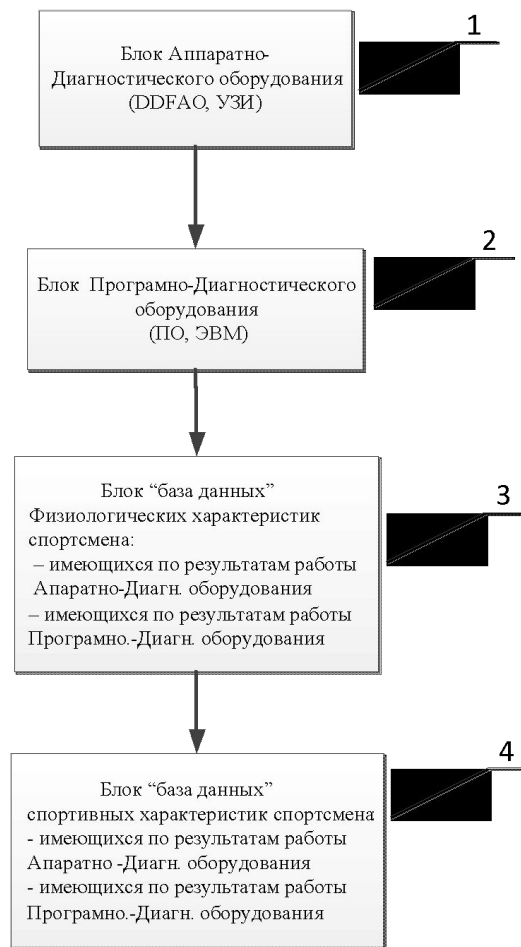 1
Блок Аппаратно-
Диагностического оборудования
(DDFAO, УЗИ)
2
Блок Програмно-Диагностического
оборудования
(ПО, ЭВМ)
3
Блок “база данных”
Физиологических характеристик
спортсмена:
– имеющихся по результатам работы
Апаратно-Диагн. оборудования
– имеющихся по результатам работы
Програмно.-Диагн. оборудования
4
Блок “база данных”
спортивных характеристик спортсмена
- имеющихся по результатам работы
Апаратно -Диагн. оборудования
- имеющихся по результатам работы
Програмно.-Диагн. оборудования